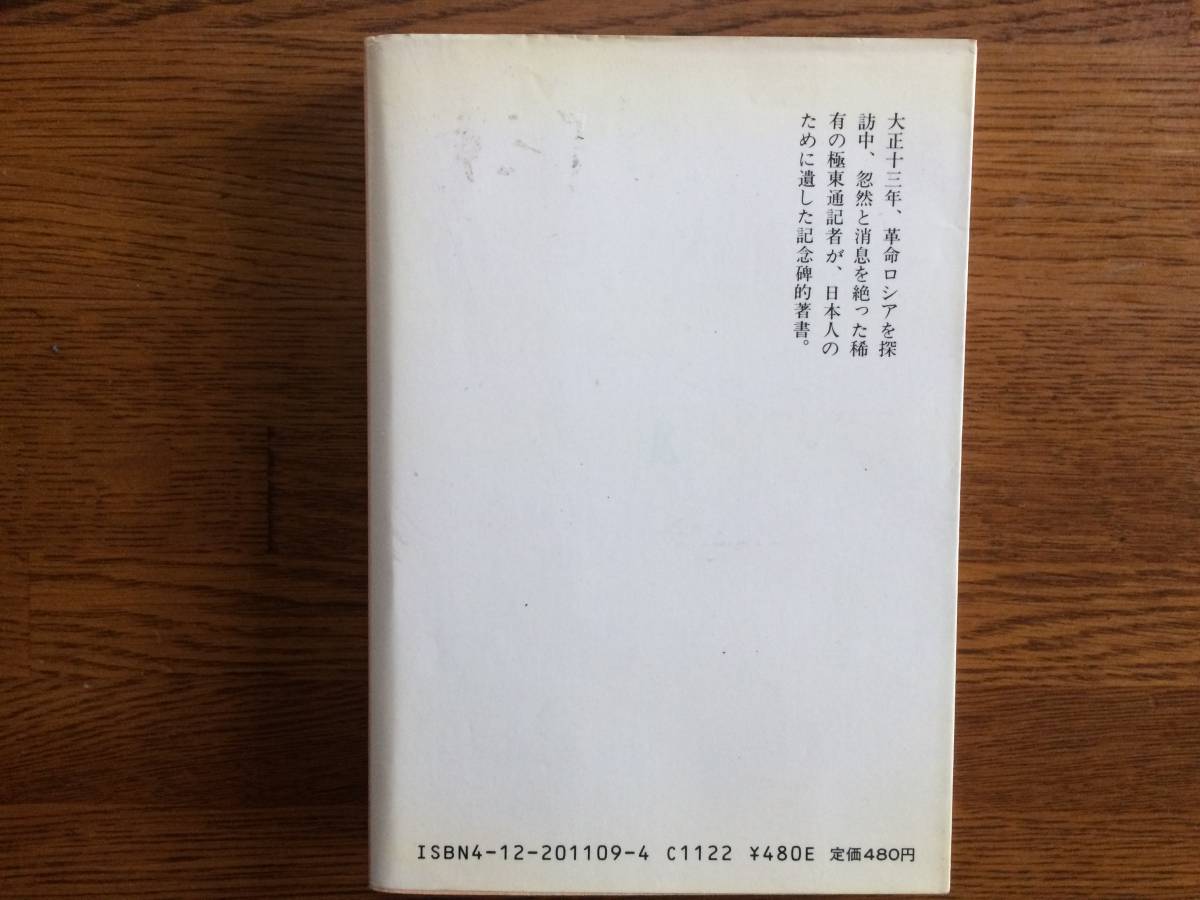 大正十三年、革命ロシアを探
訪中、忽然と消息を絶った稀
有の極東通記者が、日本人の
ために遺した記念碑的著書。
ISBN4-12-201109-4 C1122 ¥480E 定価480円